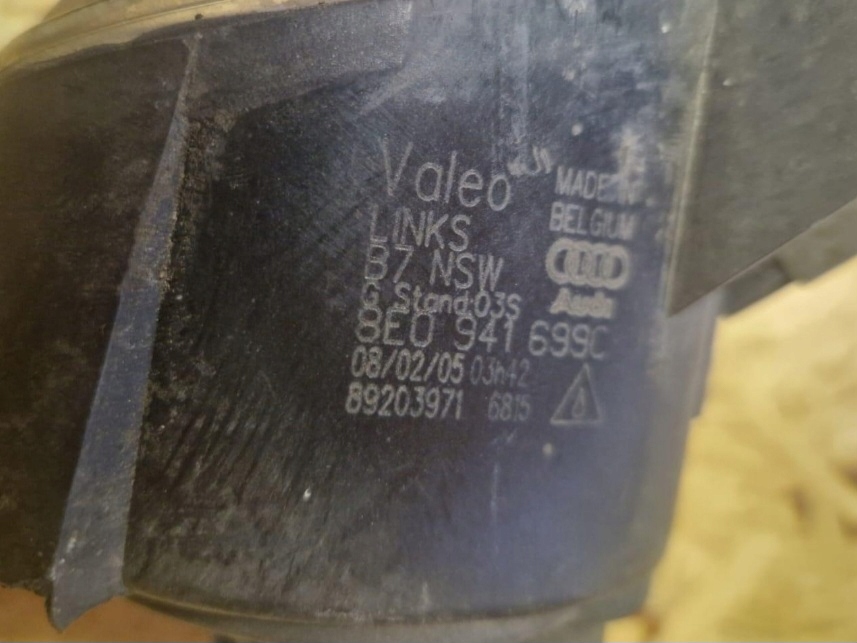 Valeo
MADE IN
BELGIUM
LINKS
B7 NSW
Audi
G.Stand:03S
8E0 941 699C
08/02/05 03h42
89203971 6815